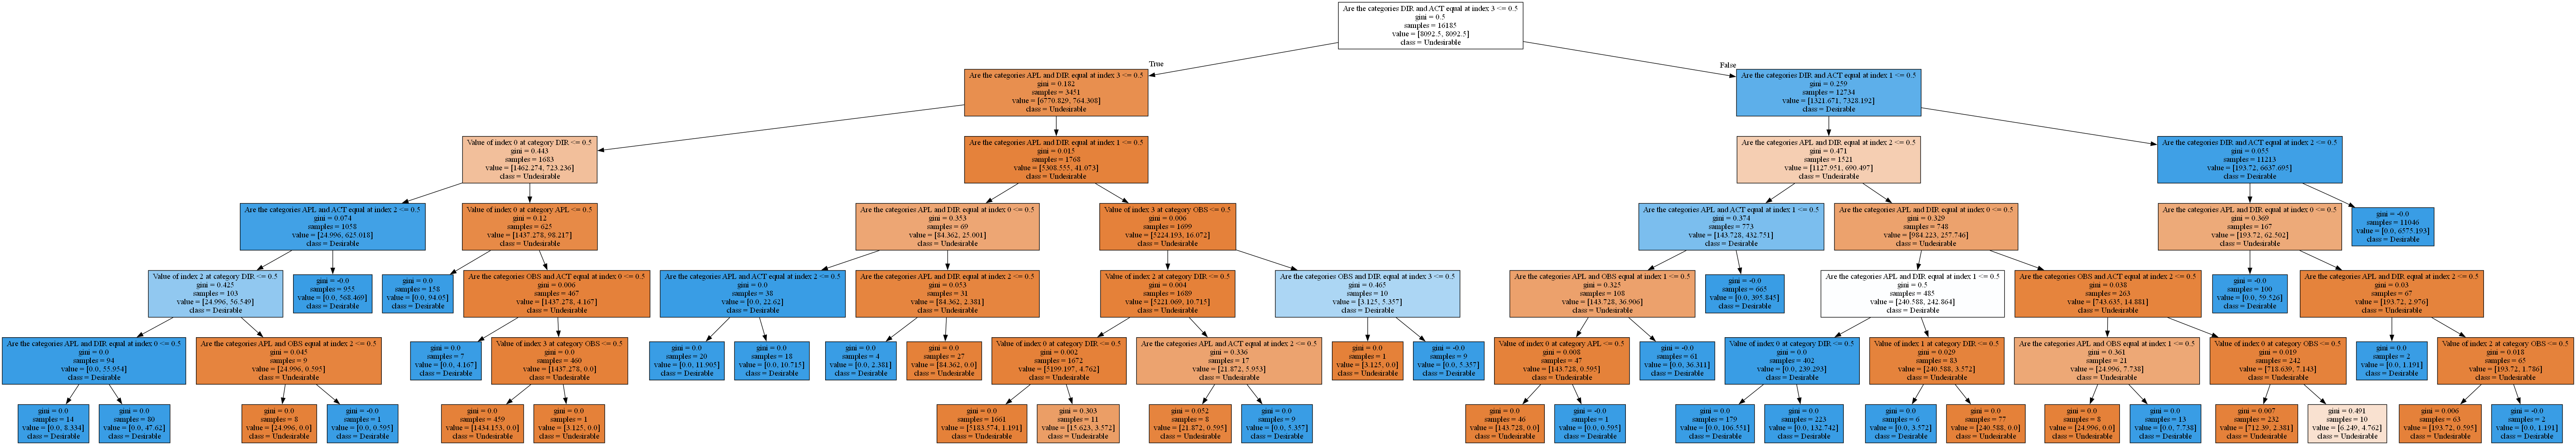 Are the categories DIR and ACT equal at index 3 <= 0.5
gini = 0.5
samples = 16185
value = [8092.5, 8092.5]
class = Undesirable
True
False
Are the categories APL and DIR equal at index 3 <= 0.5
gini = 0.182
samples = 3451
value = [6770.829, 764.308]
class = Undesirable
Are the categories DIR and ACT equal at index 1 <= 0.5
gini = 0.259
samples = 12734
value = [1321.671, 7328.192]
class = Desirable
Value of index 0 at category DIR <= 0.5
gini = 0.443
samples = 1683
value = [1462.274, 723.236]
class = Undesirable
Are the categories APL and DIR equal at index 1 <= 0.5
gini = 0.015
samples = 1768
value = [5308.555, 41.073]
class = Undesirable
Are the categories APL and DIR equal at index 2 <= 0.5
gini = 0.471
samples = 1521
value = [1127.951, 690.497]
class = Undesirable
Are the categories DIR and ACT equal at index 2 <= 0.5
gini = 0.055
samples = 11213
value = [193.72, 6637.695]
class = Desirable
Are the categories APL and ACT equal at index 2 <= 0.5
gini = 0.074
samples = 1058
value = [24.996, 625.018]
class = Desirable
Value of index 0 at category APL <= 0.5
gini = 0.12
samples = 625
value = [1437.278, 98.217]
class = Undesirable
Are the categories APL and DIR equal at index 0 <= 0.5
gini = 0.353
samples = 69
value = [84.362, 25.001]
class = Undesirable
Value of index 3 at category OBS <= 0.5
gini = 0.006
samples = 1699
value = [5224.193, 16.072]
class = Undesirable
Are the categories APL and ACT equal at index 1 <= 0.5
gini = 0.374
samples = 773
value = [143.728, 432.751]
class = Desirable
Are the categories APL and DIR equal at index 0 <= 0.5
gini = 0.329
samples = 748
value = [984.223, 257.746]
class = Undesirable
Are the categories APL and DIR equal at index 0 <= 0.5
gini = 0.369
samples = 167
value = [193.72, 62.502]
class = Undesirable
gini = -0.0
samples = 11046
value = [0.0, 6575.193]
class = Desirable
Value of index 2 at category DIR <= 0.5
gini = 0.425
samples = 103
value = [24.996, 56.549]
class = Desirable
gini = -0.0
samples = 955
value = [0.0, 568.469]
class = Desirable
gini = 0.0
samples = 158
value = [0.0, 94.05]
class = Desirable
Are the categories OBS and ACT equal at index 0 <= 0.5
gini = 0.006
samples = 467
value = [1437.278, 4.167]
class = Undesirable
Are the categories APL and ACT equal at index 2 <= 0.5
gini = 0.0
samples = 38
value = [0.0, 22.62]
class = Desirable
Are the categories APL and DIR equal at index 2 <= 0.5
gini = 0.053
samples = 31
value = [84.362, 2.381]
class = Undesirable
Value of index 2 at category DIR <= 0.5
gini = 0.004
samples = 1689
value = [5221.069, 10.715]
class = Undesirable
Are the categories OBS and DIR equal at index 3 <= 0.5
gini = 0.465
samples = 10
value = [3.125, 5.357]
class = Desirable
Are the categories APL and OBS equal at index 1 <= 0.5
gini = 0.325
samples = 108
value = [143.728, 36.906]
class = Undesirable
gini = -0.0
samples = 665
value = [0.0, 395.845]
class = Desirable
Are the categories APL and DIR equal at index 1 <= 0.5
gini = 0.5
samples = 485
value = [240.588, 242.864]
class = Desirable
Are the categories OBS and ACT equal at index 2 <= 0.5
gini = 0.038
samples = 263
value = [743.635, 14.881]
class = Undesirable
gini = -0.0
samples = 100
value = [0.0, 59.526]
class = Desirable
Are the categories APL and DIR equal at index 2 <= 0.5
gini = 0.03
samples = 67
value = [193.72, 2.976]
class = Undesirable
Are the categories APL and DIR equal at index 0 <= 0.5
gini = 0.0
samples = 94
value = [0.0, 55.954]
class = Desirable
Are the categories APL and OBS equal at index 2 <= 0.5
gini = 0.045
samples = 9
value = [24.996, 0.595]
class = Undesirable
gini = 0.0
samples = 7
value = [0.0, 4.167]
class = Desirable
Value of index 3 at category OBS <= 0.5
gini = 0.0
samples = 460
value = [1437.278, 0.0]
class = Undesirable
gini = 0.0
samples = 20
value = [0.0, 11.905]
class = Desirable
gini = 0.0
samples = 18
value = [0.0, 10.715]
class = Desirable
gini = 0.0
samples = 4
value = [0.0, 2.381]
class = Desirable
gini = 0.0
samples = 27
value = [84.362, 0.0]
class = Undesirable
Value of index 0 at category DIR <= 0.5
gini = 0.002
samples = 1672
value = [5199.197, 4.762]
class = Undesirable
Are the categories APL and ACT equal at index 2 <= 0.5
gini = 0.336
samples = 17
value = [21.872, 5.953]
class = Undesirable
gini = 0.0
samples = 1
value = [3.125, 0.0]
class = Undesirable
gini = -0.0
samples = 9
value = [0.0, 5.357]
class = Desirable
Value of index 0 at category APL <= 0.5
gini = 0.008
samples = 47
value = [143.728, 0.595]
class = Undesirable
gini = -0.0
samples = 61
value = [0.0, 36.311]
class = Desirable
Value of index 0 at category DIR <= 0.5
gini = 0.0
samples = 402
value = [0.0, 239.293]
class = Desirable
Value of index 1 at category DIR <= 0.5
gini = 0.029
samples = 83
value = [240.588, 3.572]
class = Undesirable
Are the categories APL and OBS equal at index 1 <= 0.5
gini = 0.361
samples = 21
value = [24.996, 7.738]
class = Undesirable
Value of index 0 at category OBS <= 0.5
gini = 0.019
samples = 242
value = [718.639, 7.143]
class = Undesirable
gini = 0.0
samples = 2
value = [0.0, 1.191]
class = Desirable
Value of index 2 at category OBS <= 0.5
gini = 0.018
samples = 65
value = [193.72, 1.786]
class = Undesirable
gini = 0.0
samples = 14
value = [0.0, 8.334]
class = Desirable
gini = 0.0
samples = 80
value = [0.0, 47.62]
class = Desirable
gini = 0.0
samples = 8
value = [24.996, 0.0]
class = Undesirable
gini = -0.0
samples = 1
value = [0.0, 0.595]
class = Desirable
gini = 0.0
samples = 459
value = [1434.153, 0.0]
class = Undesirable
gini = 0.0
samples = 1
value = [3.125, 0.0]
class = Undesirable
gini = 0.0
samples = 1661
value = [5183.574, 1.191]
class = Undesirable
gini = 0.303
samples = 11
value = [15.623, 3.572]
class = Undesirable
gini = 0.052
samples = 8
value = [21.872, 0.595]
class = Undesirable
gini = 0.0
samples = 9
value = [0.0, 5.357]
class = Desirable
gini = 0.0
samples = 46
value = [143.728, 0.0]
class = Undesirable
gini = -0.0
samples = 1
value = [0.0, 0.595]
class = Desirable
gini = 0.0
samples = 179
value = [0.0, 106.551]
class = Desirable
gini = 0.0
samples = 223
value = [0.0, 132.742]
class = Desirable
gini = 0.0
samples = 6
value = [0.0, 3.572]
class = Desirable
gini = 0.0
samples = 77
value = [240.588, 0.0]
class = Undesirable
gini = 0.0
samples = 8
value = [24.996, 0.0]
class = Undesirable
gini = 0.0
samples = 13
value = [0.0, 7.738]
class = Desirable
gini = 0.007
samples = 232
value = [712.39, 2.381]
class = Undesirable
gini = 0.491
samples = 10
value = [6.249, 4.762]
class = Undesirable
gini = 0.006
samples = 63
value = [193.72, 0.595]
class = Undesirable
gini = -0.0
samples = 2
value = [0.0, 1.191]
class = Desirable